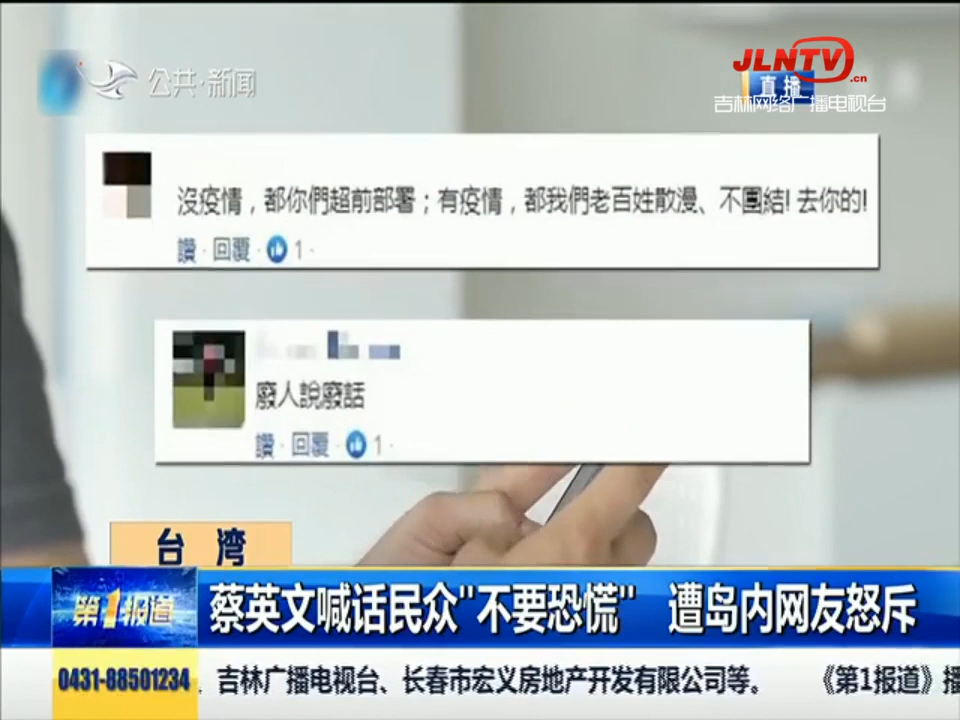 公共·新闻
JLNTV.cn
直播
吉林网络广播电视台
沒疫情，都你們超前部署；有疫情，都我們老百姓散漫、不團結! 去你的!
讚 · 回覆 · 1 ·
廢人說廢話
讚 · 回覆 · 1 ·
台 湾
第1报道
蔡英文喊话民众"不要恐慌" 遭岛内网友怒斥
0431-88501234
、吉林广播电视台、长春市宏义房地产开发有限公司等。 《第1报道》播